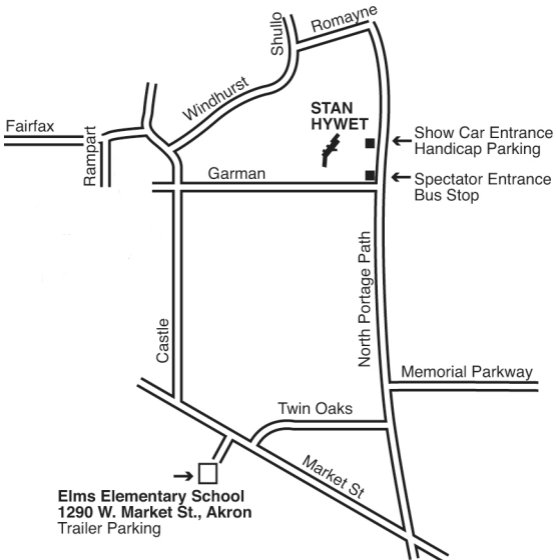 Shullo
Romayne
Windhurst
STAN
HYWET
Fairfax
Rampart
Show Car Entrance
Handicap Parking
Garman
Spectator Entrance
Bus Stop
North Portage Path
Castle
Memorial Parkway
Twin Oaks
Market St
Elms Elementary School
1290 W. Market St., Akron
Trailer Parking